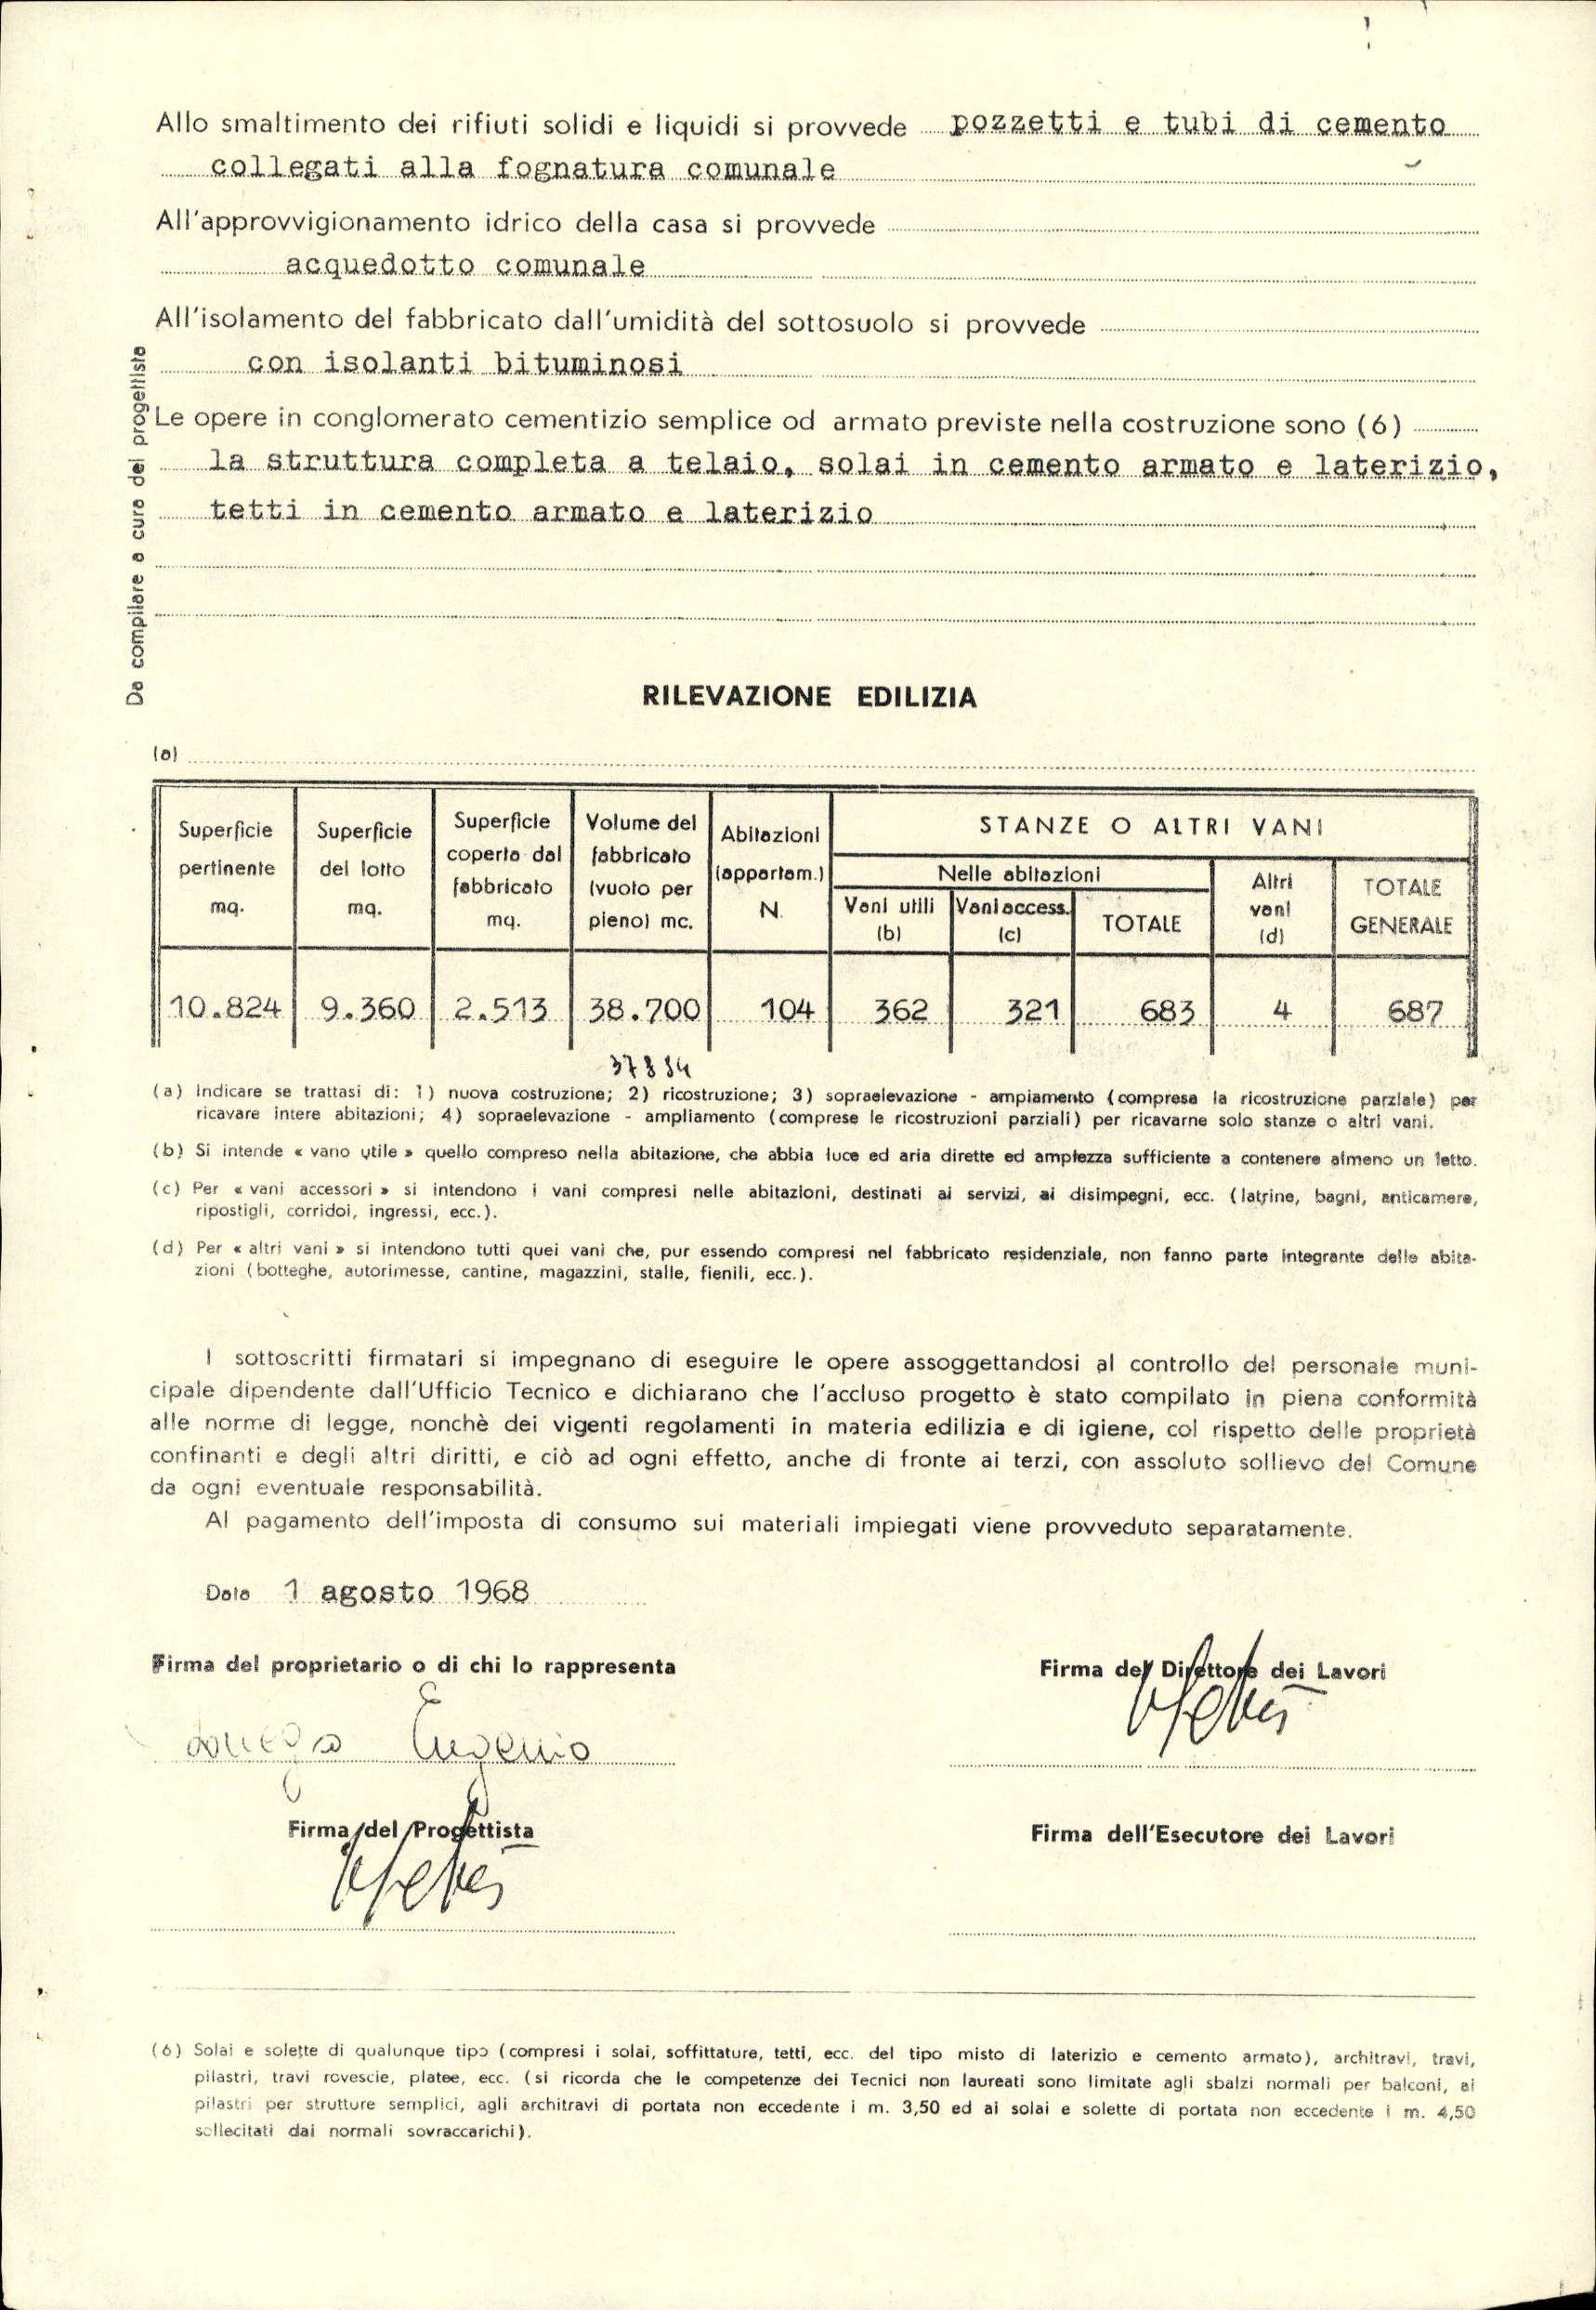 Allo smaltimento dei rifiuti solidi e liquidi si provvede pozzetti e tubi di cemento
collegati alla fognatura comunale
All'approvvigionamento idrico della casa si provvede
acquedotto comunale
All'isolamento del fabbricato dall'umidità del sottosuolo si provvede
con isolanti bituminosi
Le opere in conglomerato cementizio semplice od armato previste nella costruzione sono (6)
la struttura completa a telaio, solai in cemento armato e laterizio,
tetti in cemento armato e laterizio
Da compilare a cura del progettista
RILEVAZIONE EDILIZIA
(a)
Superficie pertinente mq.
Superficie del lotto mq.
Superficie coperta dal fabbricato mq.
Volume del fabbricato (vuoto per pieno) mc.
Abitazioni (appartam.) N.
STANZE O ALTRI VANI
Nelle abitazioni
Vani utili (b)
Vani access. (c)
TOTALE
Altri vani (d)
TOTALE GENERALE
10.824 9.360 2.513 38.700 104 362 321 683 4 687
(a) Indicare se trattasi di: 1) nuova costruzione; 2) ricostruzione; 3) sopraelevazione - ampiamento (compresa la ricostruzione parziale) per
ricavare intere abitazioni; 4) sopraelevazione - ampliamento (comprese le ricostruzioni parziali) per ricavarne solo stanze o altri vani.
(b) Si intende « vano utile » quello compreso nella abitazione, che abbia luce ed aria dirette ed ampiezza sufficiente a contenere almeno un letto.
(c) Per « vani accessori » si intendono i vani compresi nelle abitazioni, destinati ai servizi, ai disimpegni, ecc. (latrine, bagni, anticamere,
ripostigli, corridoi, ingressi, ecc.).
(d) Per « altri vani » si intendono tutti quei vani che, pur essendo compresi nel fabbricato residenziale, non fanno parte integrante delle abita-
zioni (botteghe, autorimesse, cantine, magazzini, stalle, fienili, ecc.).
I sottoscritti firmatari si impegnano di eseguire le opere assoggettandosi al controllo del personale muni-
cipale dipendente dall'Ufficio Tecnico e dichiarano che l'accluso progetto è stato compilato in piena conformità
alle norme di legge, nonchè dei vigenti regolamenti in materia edilizia e di igiene, col rispetto delle proprietà
confinanti e degli altri diritti, e ciò ad ogni effetto, anche di fronte ai terzi, con assoluto sollievo del Comune
da ogni eventuale responsabilità.
Al pagamento dell'imposta di consumo sui materiali impiegati viene provveduto separatamente.
Data 1 agosto 1968
Firma del proprietario o di chi lo rappresenta
Firma del Direttore dei Lavori
Eugenio
Firma del Progettista
Firma dell'Esecutore dei Lavori
(6) Solai e solette di qualunque tipo (compresi i solai, soffittature, tetti, ecc. del tipo misto di laterizio e cemento armato), architravi, travi,
pilastri, travi rovescie, platee, ecc. (si ricorda che le competenze dei Tecnici non laureati sono limitate agli sbalzi normali per balconi, ai
pilastri per strutture semplici, agli architravi di portata non eccedente i m. 3,50 ed ai solai e solette di portata non eccedente i m. 4,50
sollecitati dai normali sovraccarichi).